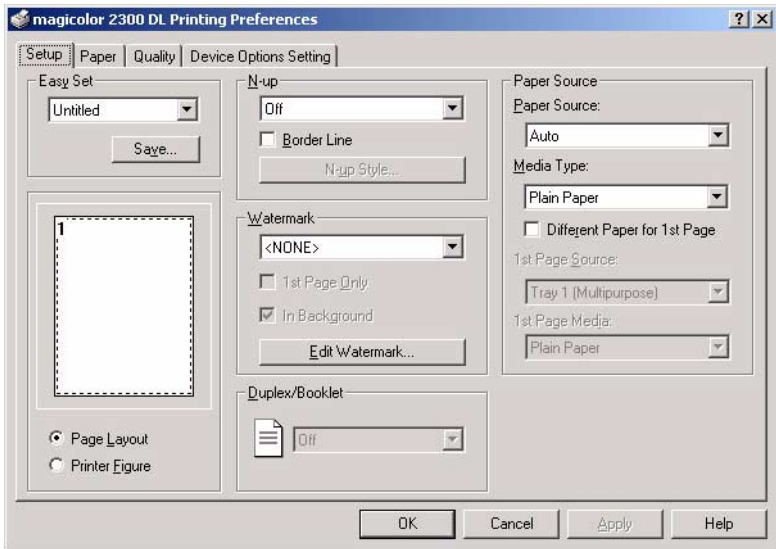 magicolor 2300 DL Printing Preferences
Setup
Paper
Quality
Device Options Setting
Easy Set
Untitled
Save...
1
Page Layout
Printer Figure
N-up
Off
Border Line
N-up Style...
Watermark
<NONE>
1st Page Only
In Background
Edit Watermark...
Duplex/Booklet
Off
Paper Source
Paper Source:
Auto
Media Type:
Plain Paper
Different Paper for 1st Page
1st Page Source:
Tray 1 (Multipurpose)
1st Page Media:
Plain Paper
OK
Cancel
Apply
Help